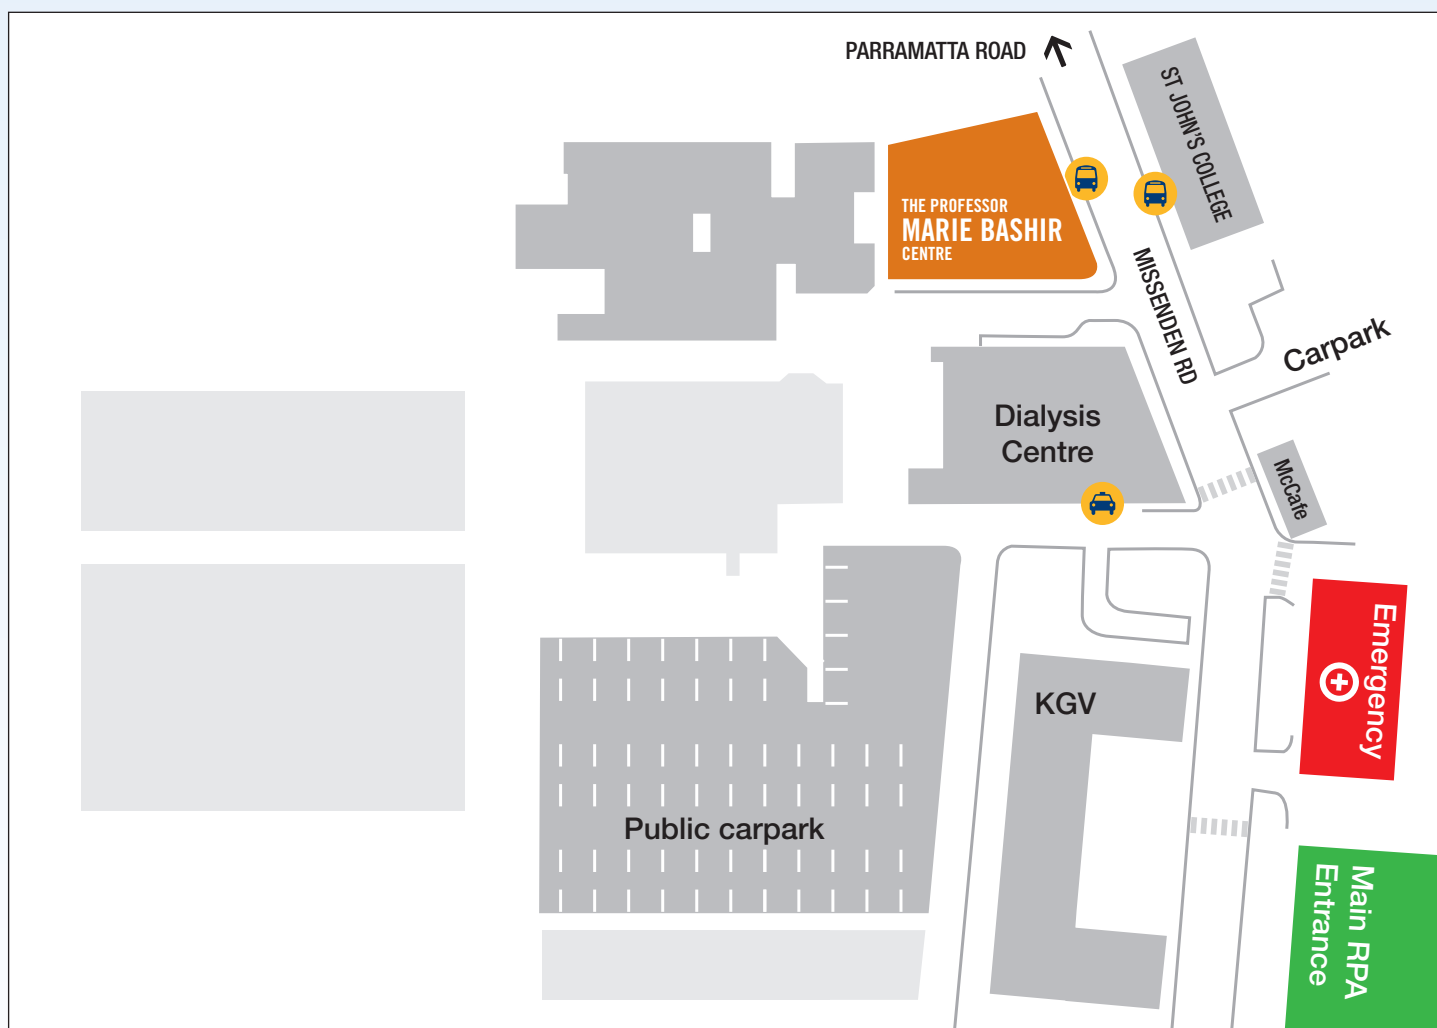 PARRAMATTA ROAD
ST JOHN'S COLLEGE
THE PROFESSOR
MARIE BASHIR
CENTRE
MISSENDEN RD
Carpark
Dialysis
Centre
McCafe
Emergency
KGV
Public carpark
Main RPA
Entrance